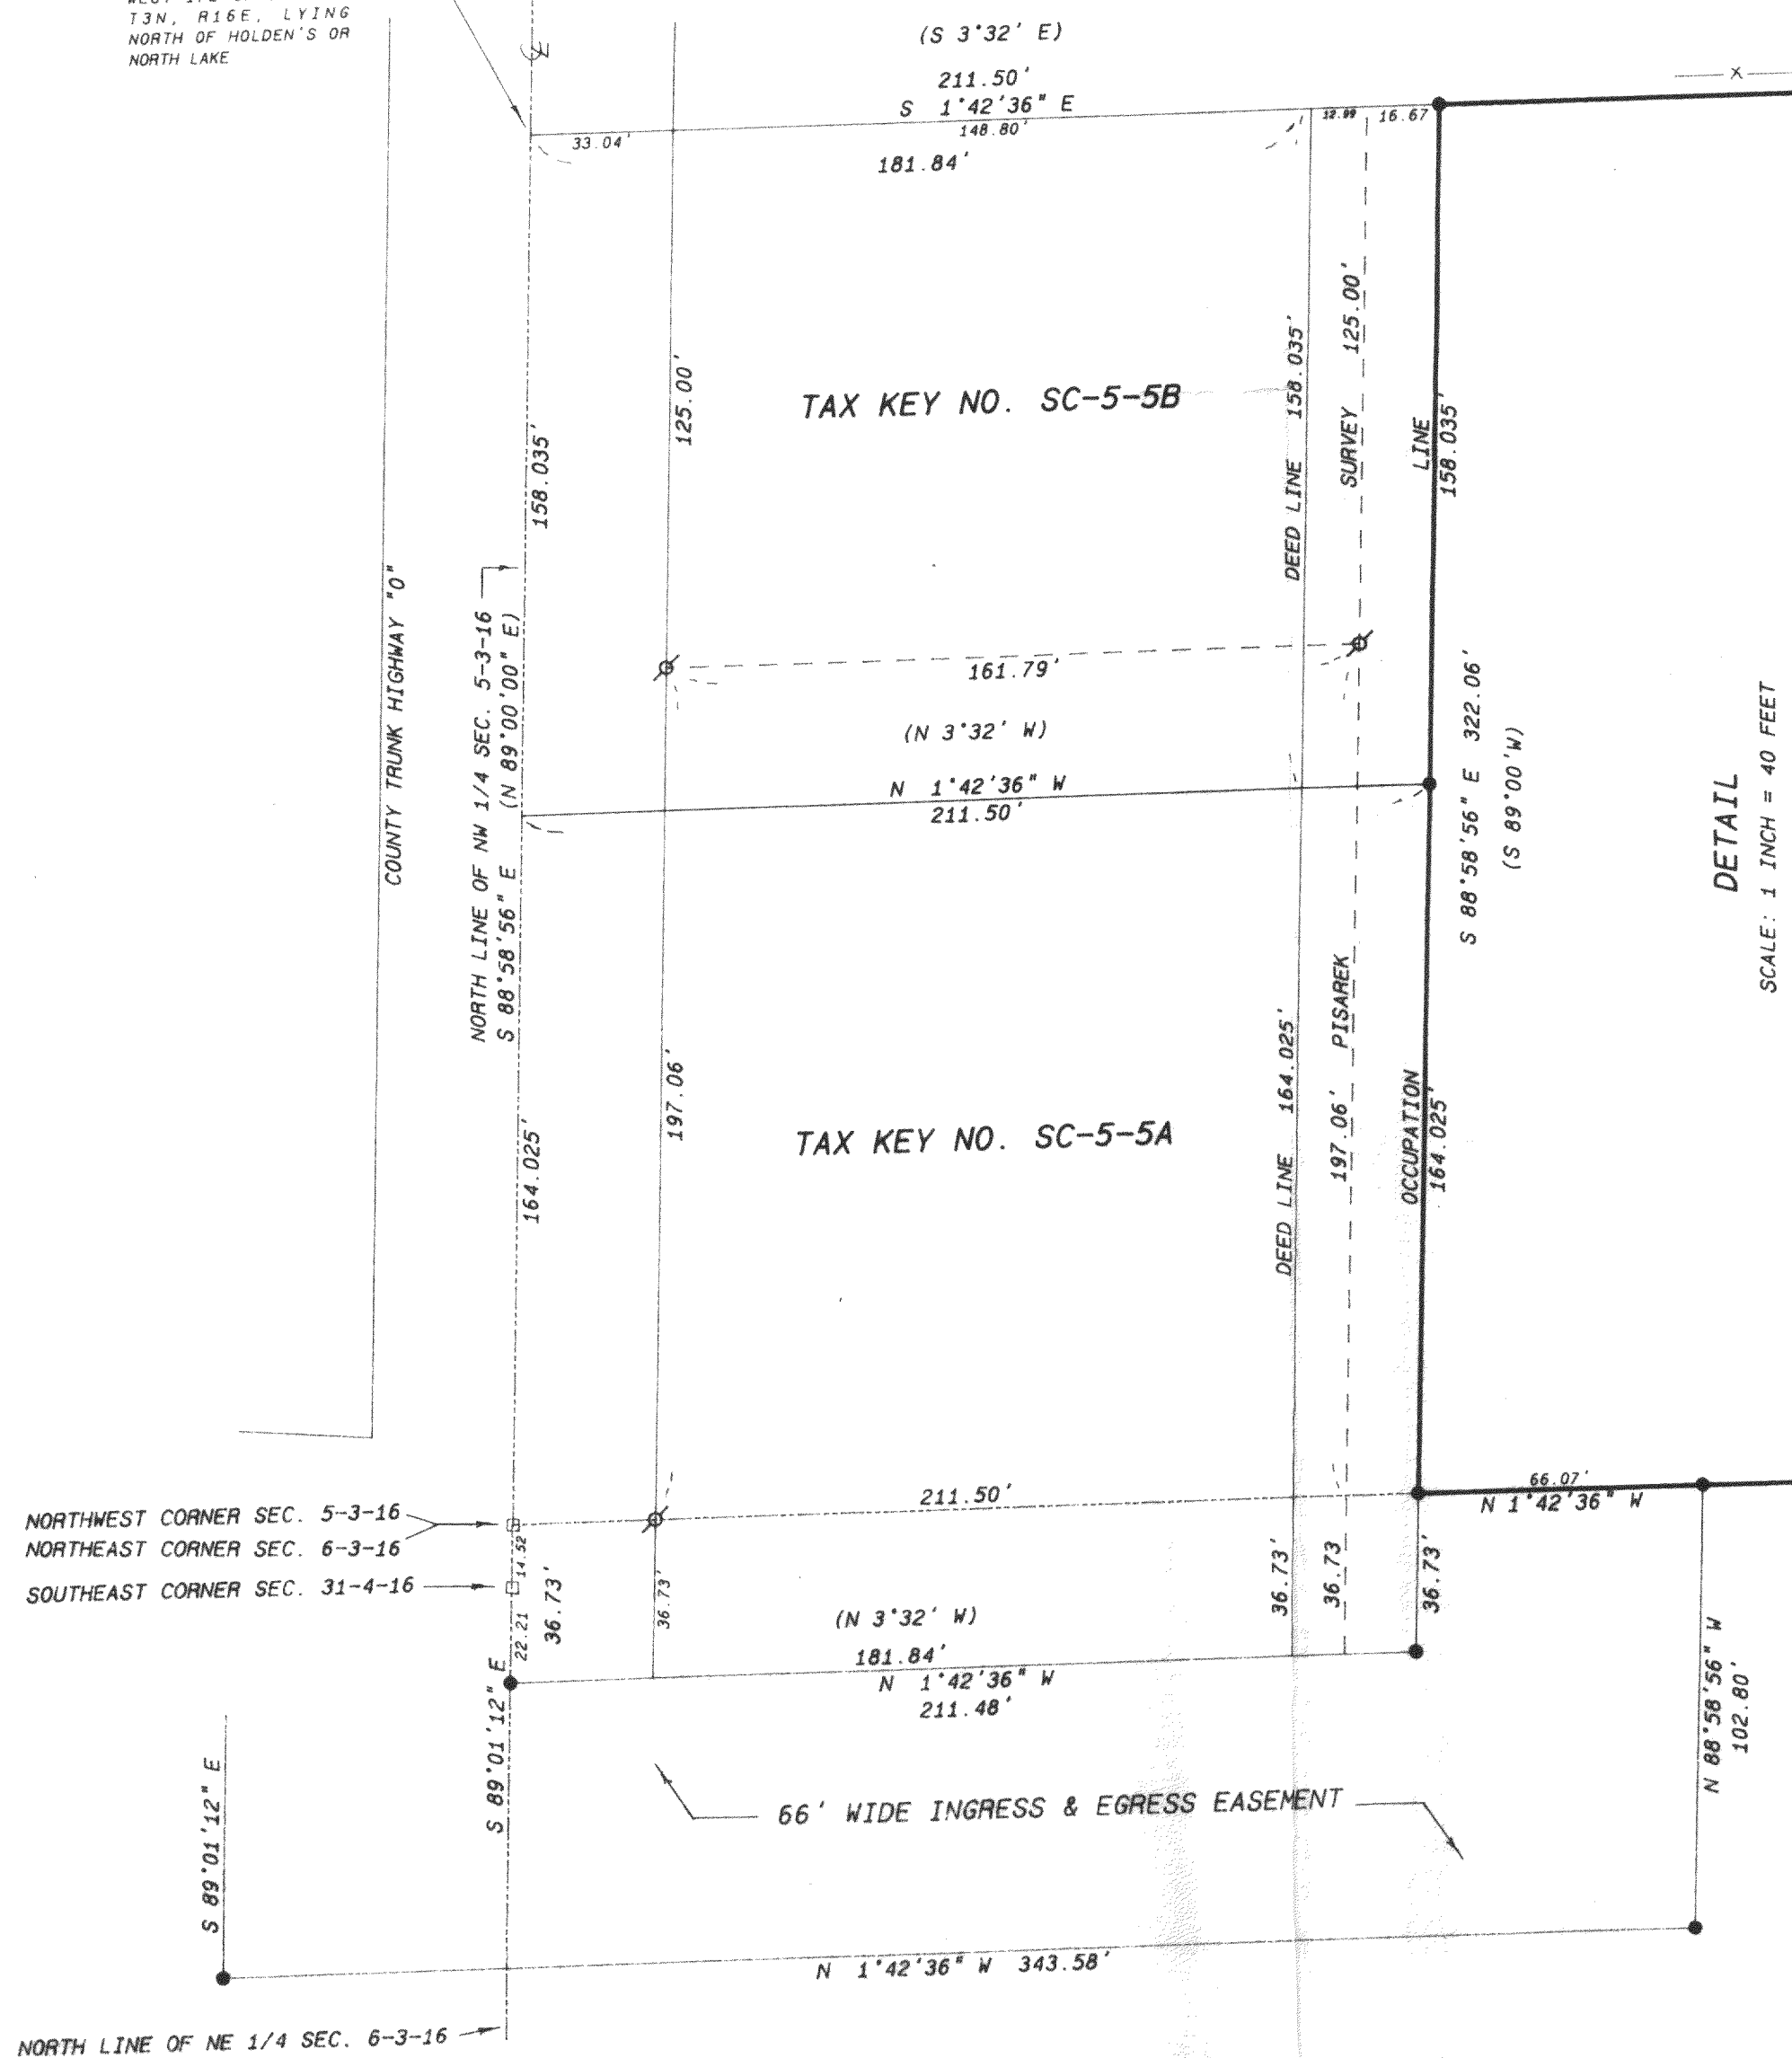 T3N, R16E, LYING
NORTH OF HOLDEN'S OR
NORTH LAKE
(S 3°32' E)
211.50'
S 1°42'36" E
148.80'
33.04'
181.84'
12.99
16.67
X
COUNTY TRUNK HIGHWAY "O"
158.035'
NORTH LINE OF NW 1/4 SEC. 5-3-16
S 88°58'56" E (N 89°00'00" E)
164.025'
125.00'
197.06'
TAX KEY NO. SC-5-5B
DEED LINE 158.035'
SURVEY 125.00'
LINE
158.035'
161.79'
(N 3°32' W)
N 1°42'36" W
211.50'
S 88°58'56" E 322.06'
(S 89°00'W)
DETAIL
SCALE: 1 INCH = 40 FEET
TAX KEY NO. SC-5-5A
DEED LINE 164.025'
197.06' PISAREK
OCCUPATION
164.025'
NORTHWEST CORNER SEC. 5-3-16
NORTHEAST CORNER SEC. 6-3-16
SOUTHEAST CORNER SEC. 31-4-16
14.52
22.21
36.73'
36.73'
211.50'
66.07'
N 1°42'36" W
36.73'
36.73
36.73'
(N 3°32' W)
181.84'
N 1°42'36" W
211.48'
N 88°58'56" W
102.80'
S 89°01'12" E
S 89°01'12" E
66' WIDE INGRESS & EGRESS EASEMENT
N 1°42'36" W 343.58'
NORTH LINE OF NE 1/4 SEC. 6-3-16